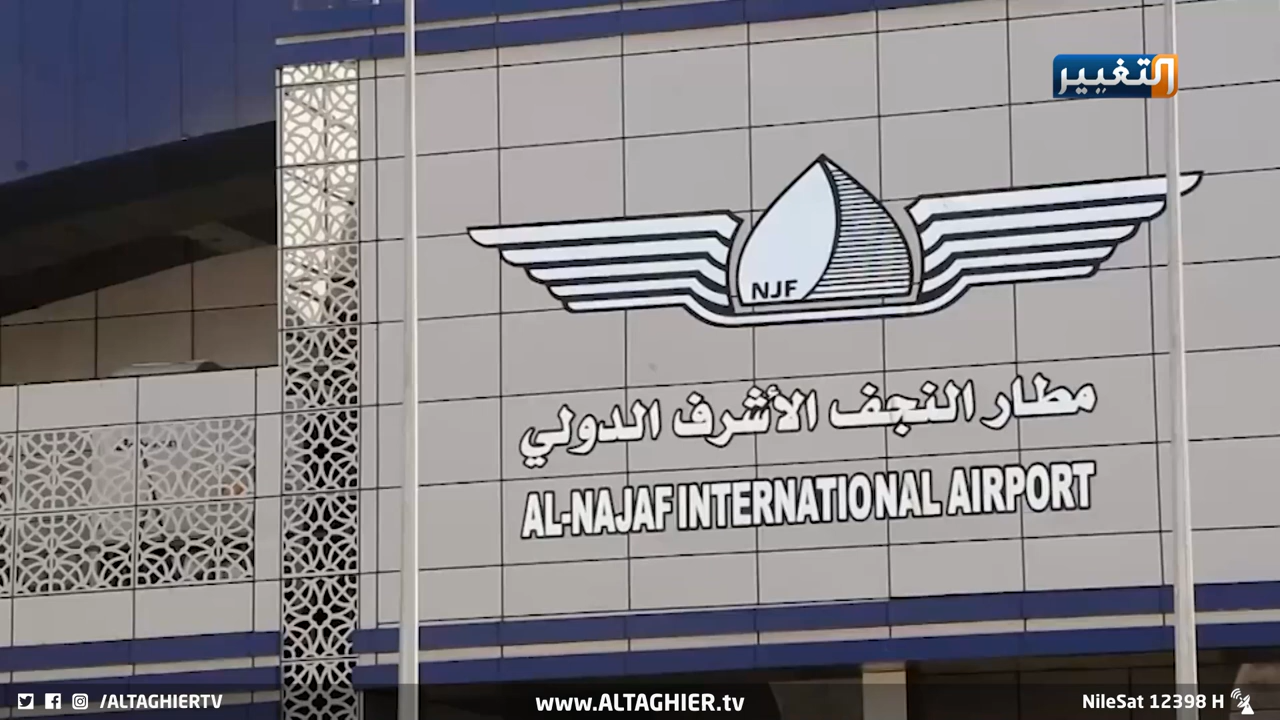 التغيير
NJF
مطار النجف الأشرف الدولي
AL-NAJAF INTERNATIONAL AIRPORT
/ALTAGHIERTV
www.ALTAGHIER.tv
NileSat 12398 H